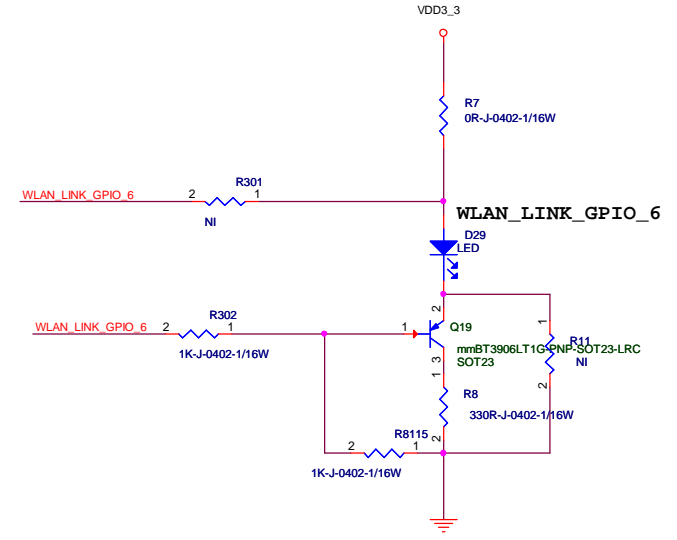 VDD3_3
R7
0R-J-0402-1/16W
R301
WLAN_LINK_GPIO_6
2
1
NI
WLAN_LINK_GPIO_6
D29
LED
2
R302
WLAN_LINK_GPIO_6
2
1
1
Q19
1
R11
1K-J-0402-1/16W
mmBT3906LT1G-PNP-SOT23-LRC
SOT23
NI
3
1
2
R8
330R-J-0402-1/16W
R8115
2
1
2
1K-J-0402-1/16W